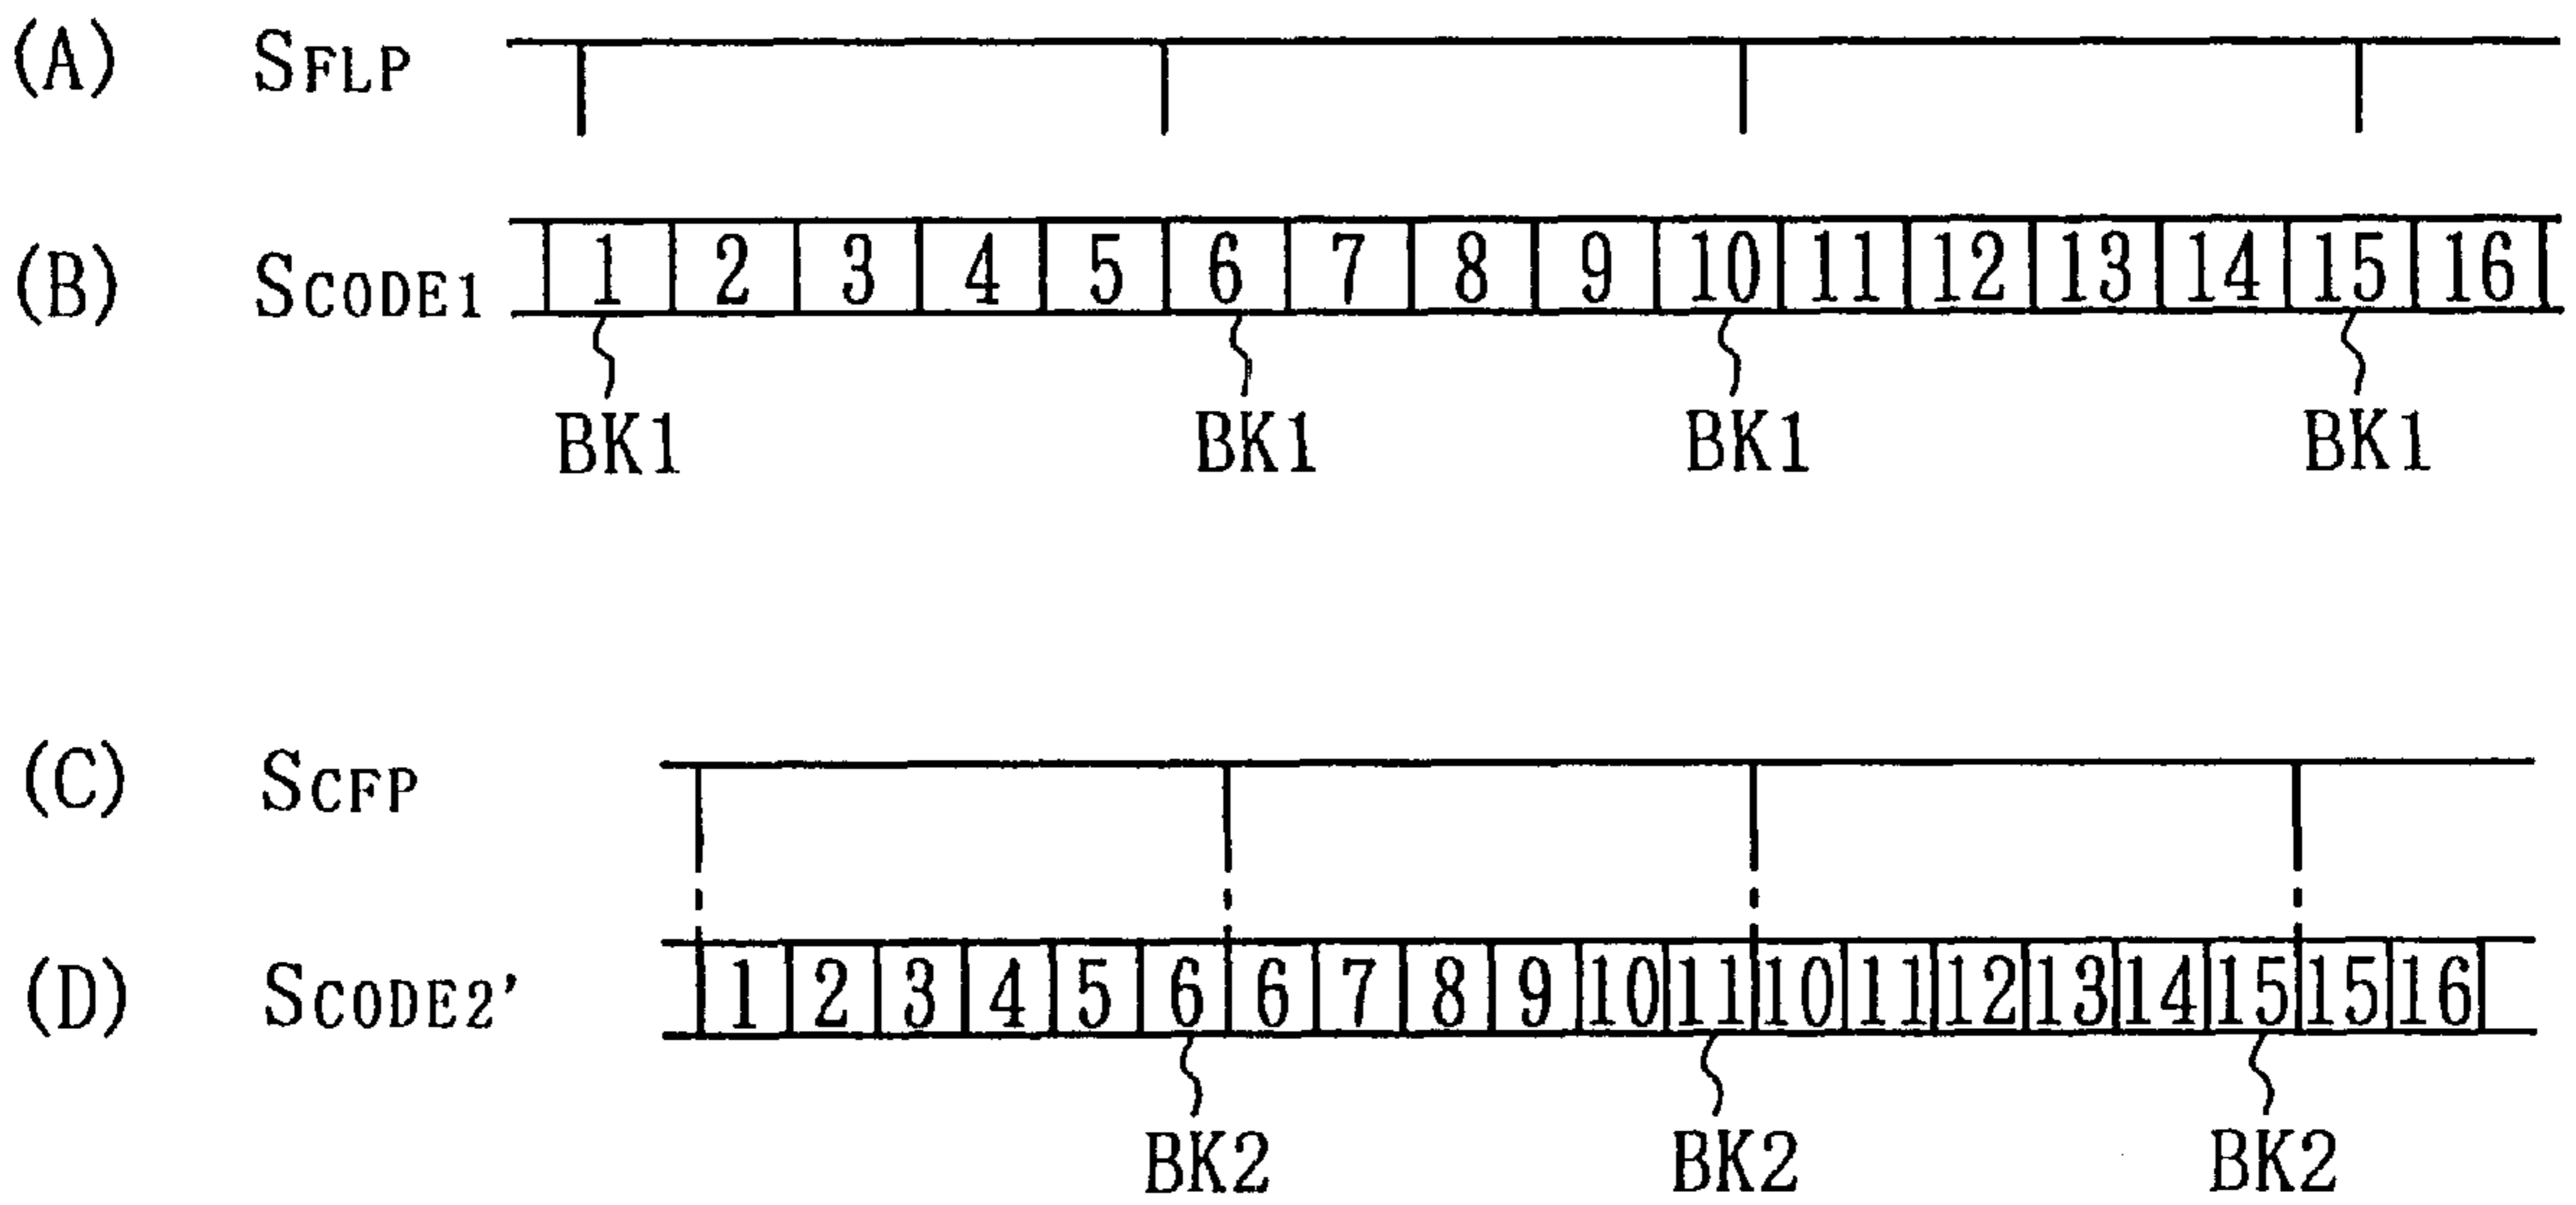 (A) SFLP
(B) SCODE1 1 2 3 4 5 6 7 8 9 10 11 12 13 14 15 16
BK1 BK1 BK1 BK1
(C) SCFP
(D) SCODE2' 1 2 3 4 5 6 6 7 8 9 10 11 10 11 12 13 14 15 15 16
BK2 BK2 BK2